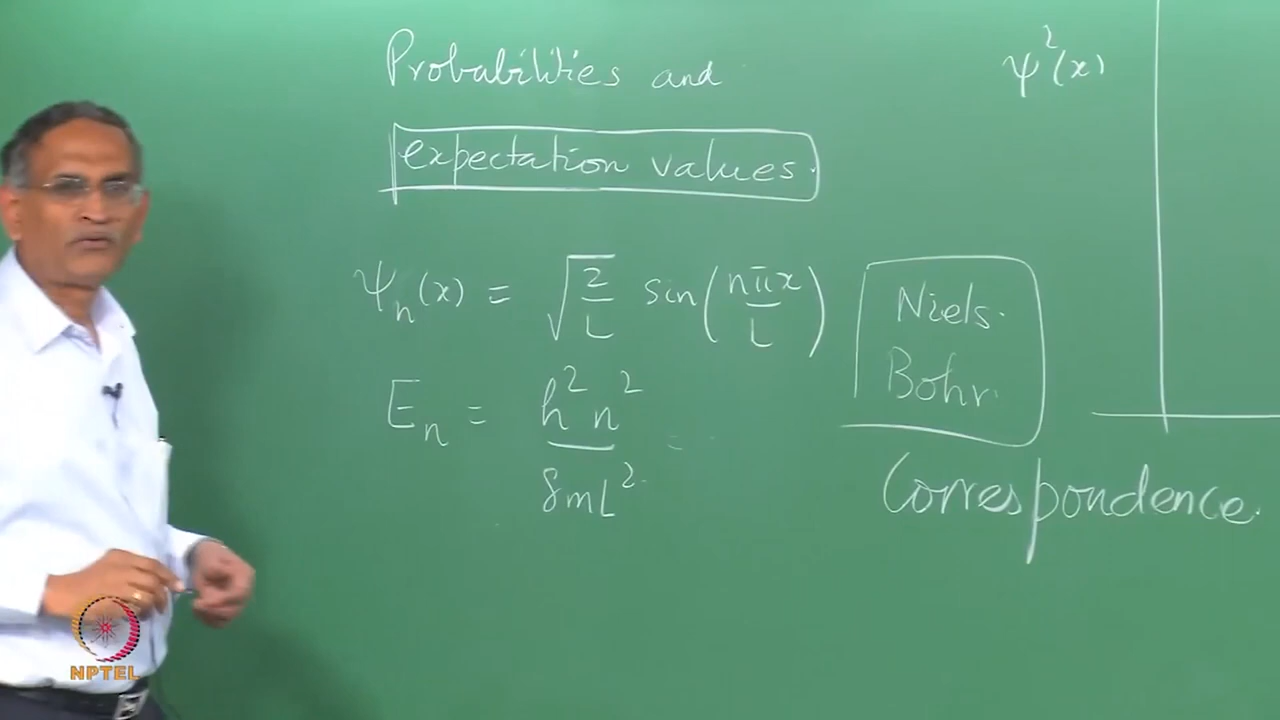 Probabilities and
expectation values.
ψₙ(x) = √(2/L) sin(nπx/L)
Eₙ = h²n²/8mL² =
Niels.
Bohr.
Correspondence.
ψ²(x)
NPTEL